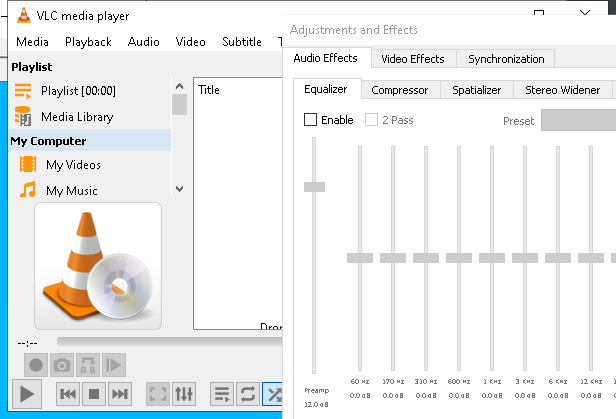 VLC media player
Media Playback Audio Video Subtitle
Playlist
Playlist [00:00]
Media Library
My Computer
My Videos
My Music
Title
--:--
Adjustments and Effects
Audio Effects Video Effects Synchronization
Equalizer Compressor Spatializer Stereo Widener
Enable 2 Pass Preset
60 Hz 170 Hz 310 Hz 600 Hz 1 KHz 3 KHz 6 KHz 12 KHz
Preamp 0.0 dB 0.0 dB 0.0 dB 0.0 dB 0.0 dB 0.0 dB 0.0 dB 0.0 dB
12.0 dB